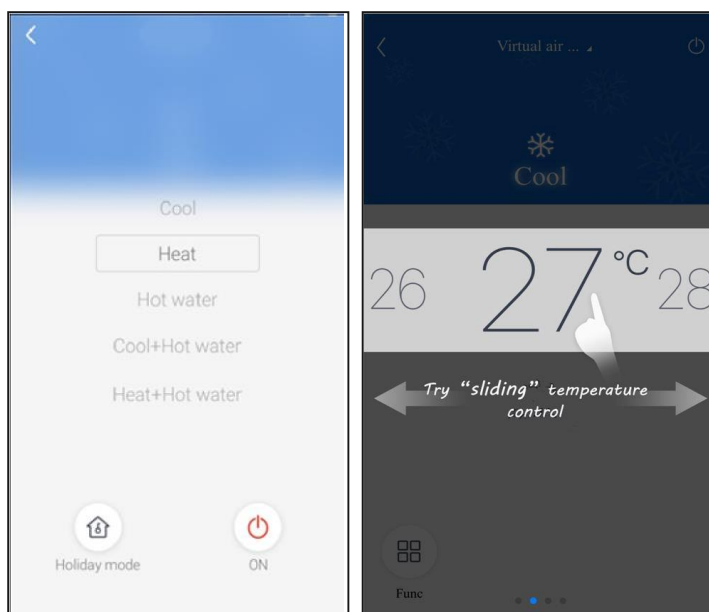 Cool
Heat
Hot water
Cool+Hot water
Heat+Hot water
Holiday mode
ON
Virtual air ...
Cool
26
27°C
28
Try “sliding” temperature
control
Func